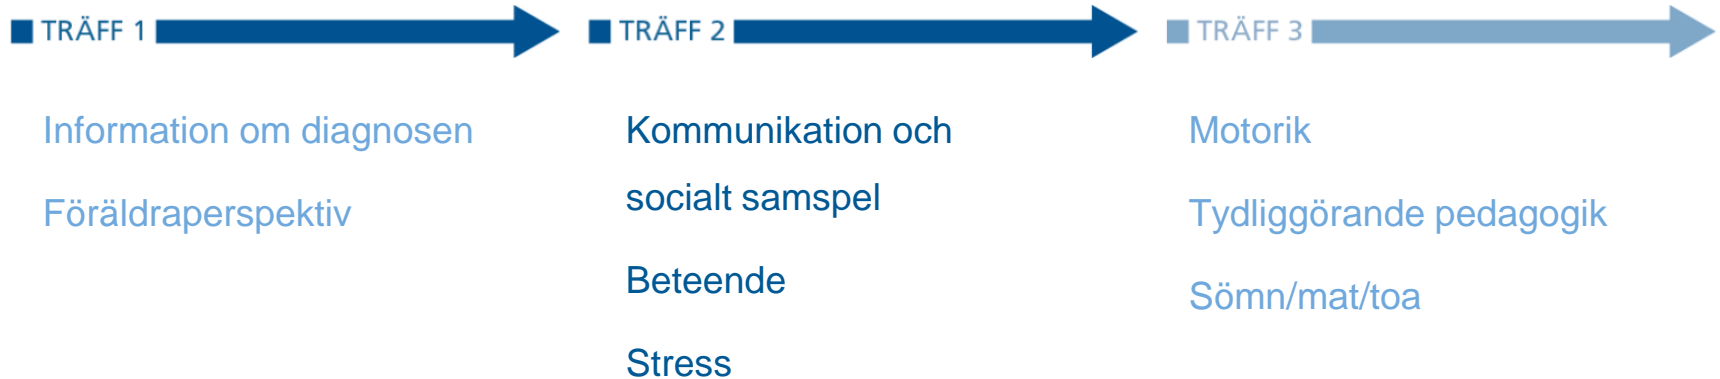 TRÄFF 1
Information om diagnosen
Föräldraperspektiv
TRÄFF 2
Kommunikation och
socialt samspel
Beteende
Stress
TRÄFF 3
Motorik
Tydliggörande pedagogik
Sömn/mat/toa